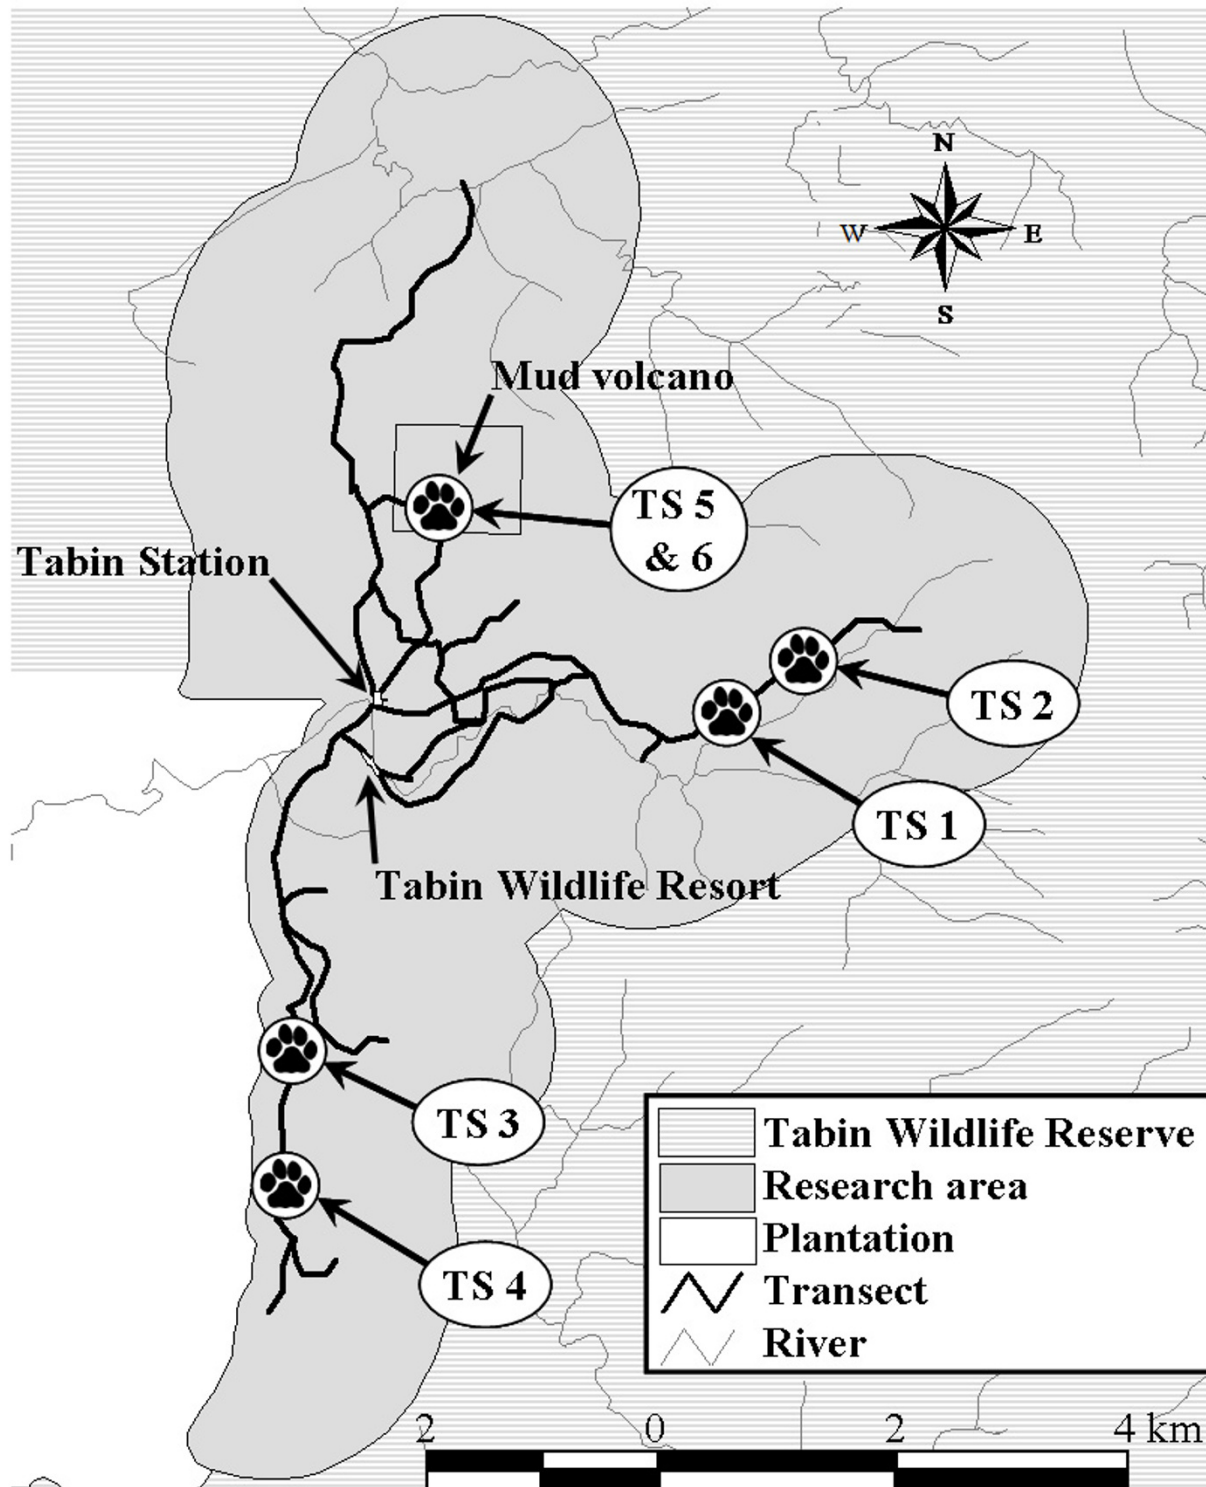 N
W
E
S
Mud volcano
TS 5
& 6
Tabin Station
TS 2
TS 1
Tabin Wildlife Resort
TS 3
TS 4
Tabin Wildlife Reserve
Research area
Plantation
Transect
River
2 0 2 4 km